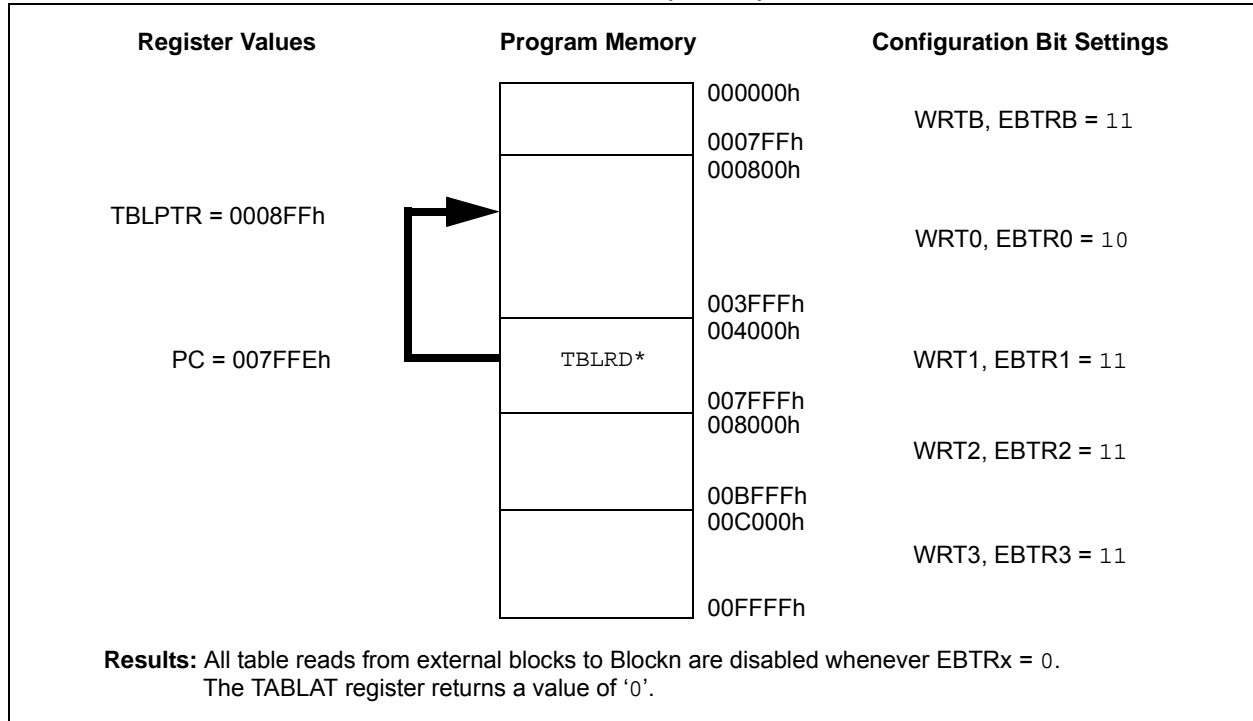 Register Values Program Memory Configuration Bit Settings
000000h
WRTB, EBTRB = 11
0007FFh
000800h
TBLPTR = 0008FFh
WRT0, EBTR0 = 10
003FFFh
004000h
PC = 007FFEh TBLRD* WRT1, EBTR1 = 11
007FFFh
008000h
WRT2, EBTR2 = 11
00BFFFh
00C000h
WRT3, EBTR3 = 11
00FFFFh
Results: All table reads from external blocks to Blockn are disabled whenever EBTRx = 0.
The TABLAT register returns a value of ‘0’.